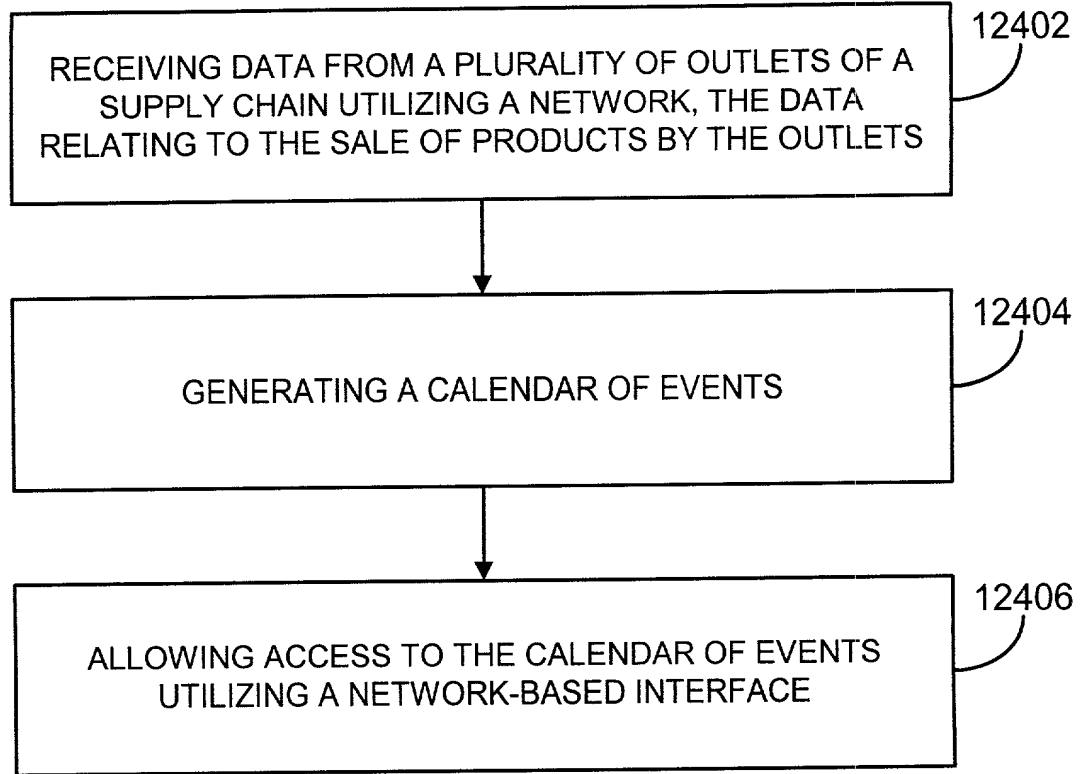 12402
RECEIVING DATA FROM A PLURALITY OF OUTLETS OF A
SUPPLY CHAIN UTILIZING A NETWORK, THE DATA
RELATING TO THE SALE OF PRODUCTS BY THE OUTLETS
12404
GENERATING A CALENDAR OF EVENTS
12406
ALLOWING ACCESS TO THE CALENDAR OF EVENTS
UTILIZING A NETWORK-BASED INTERFACE